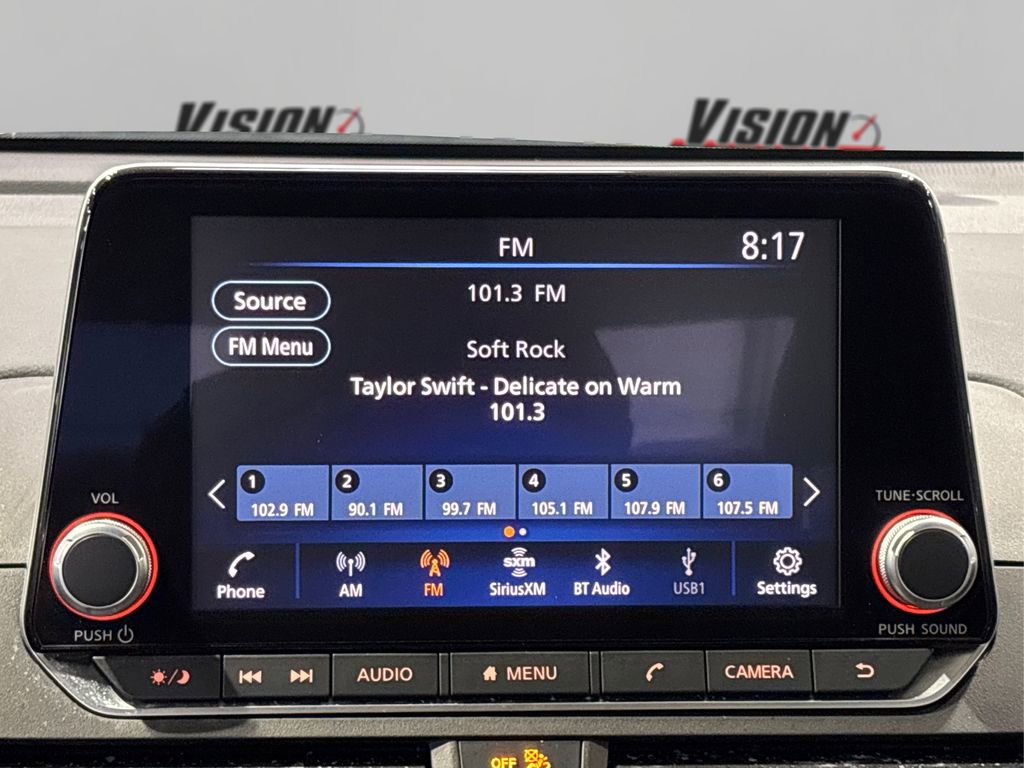 VISION
VISION
FM
8:17
Source
101.3 FM
FM Menu
Soft Rock
Taylor Swift - Delicate on Warm
101.3
VOL
TUNE·SCROLL
1
2
3
4
5
6
102.9 FM
90.1 FM
99.7 FM
105.1 FM
107.9 FM
107.5 FM
Phone
AM
FM
sxm
SiriusXM
BT Audio
USB1
Settings
PUSH
PUSH SOUND
AUDIO
MENU
CAMERA
OFF